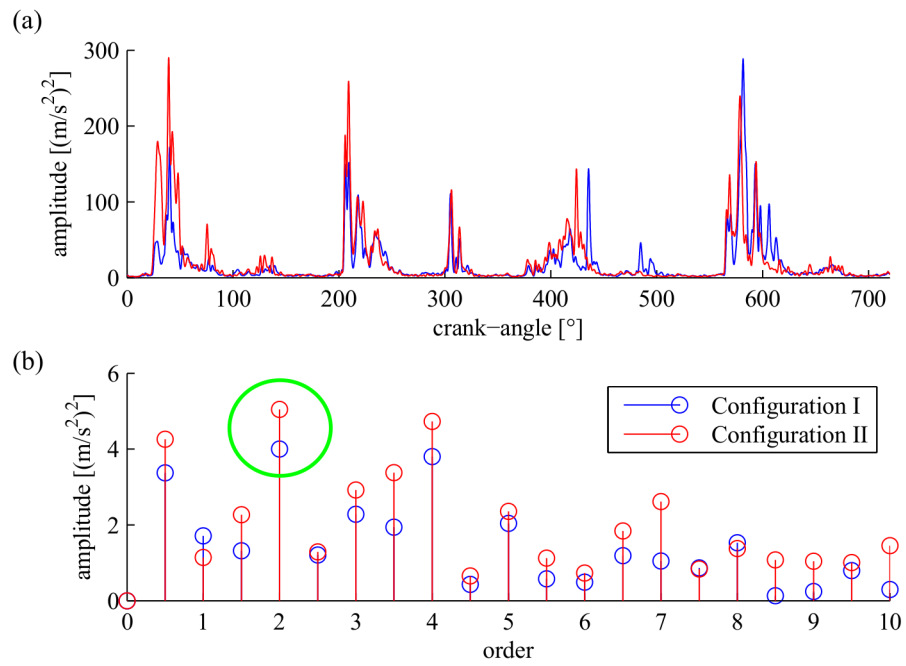 (a)
amplitude [(m/s²)²]
300
200
100
0
0 100 200 300 400 500 600 700
crank−angle [°]
(b)
amplitude [(m/s²)²]
6
4
2
0
Configuration I
Configuration II
0 1 2 3 4 5 6 7 8 9 10
order